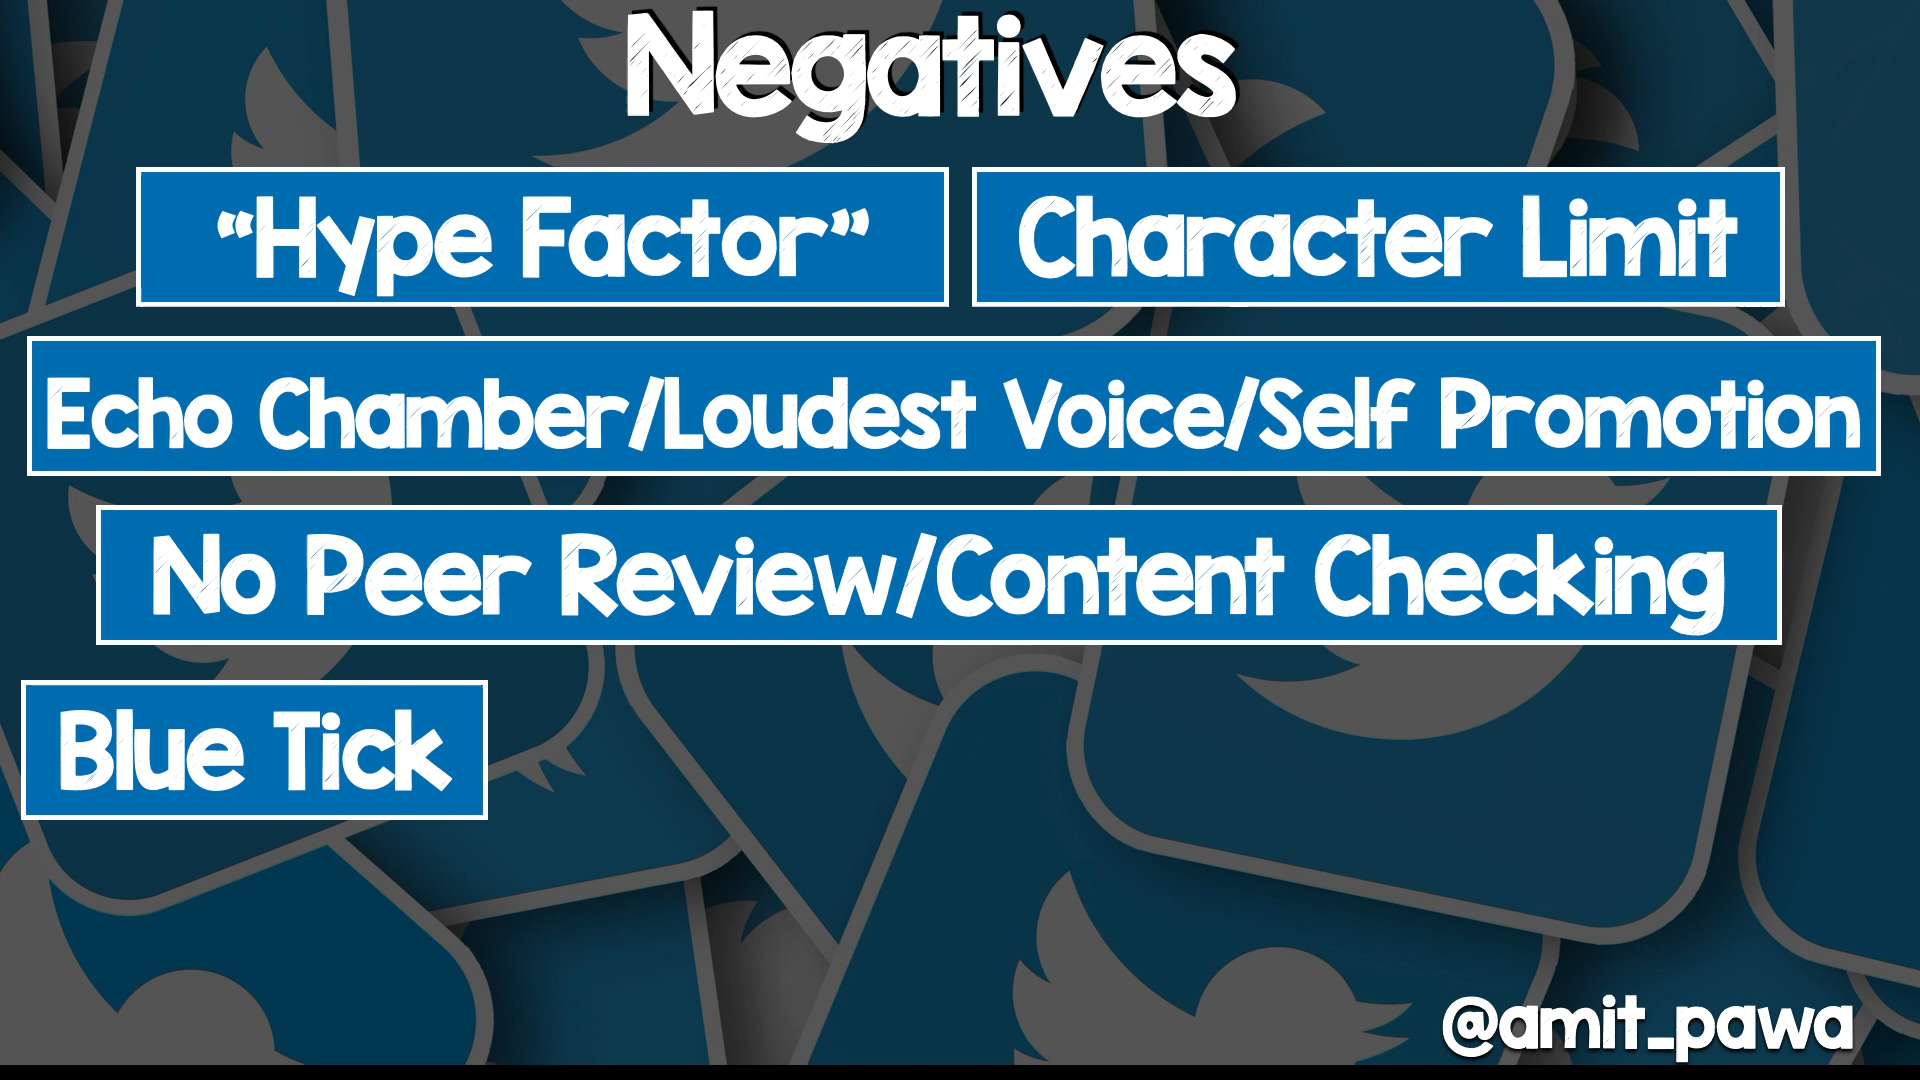 Negatives
“Hype Factor”
Character Limit
Echo Chamber/Loudest Voice/Self Promotion
No Peer Review/Content Checking
Blue Tick
@amit_pawa